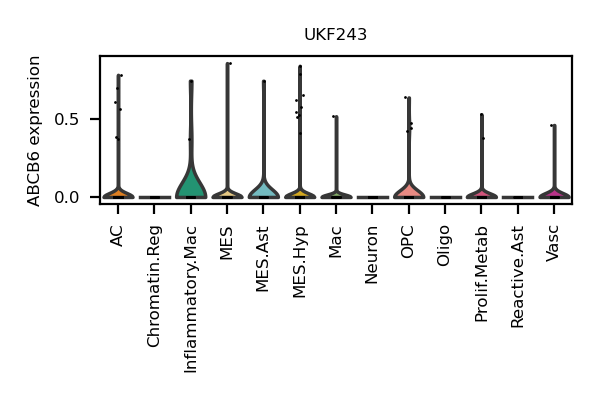 UKF243
ABCB6 expression
0.5
0.0
AC
Chromatin.Reg
Inflammatory.Mac
MES
MES.Ast
MES.Hyp
Mac
Neuron
OPC
Oligo
Prolif.Metab
Reactive.Ast
Vasc